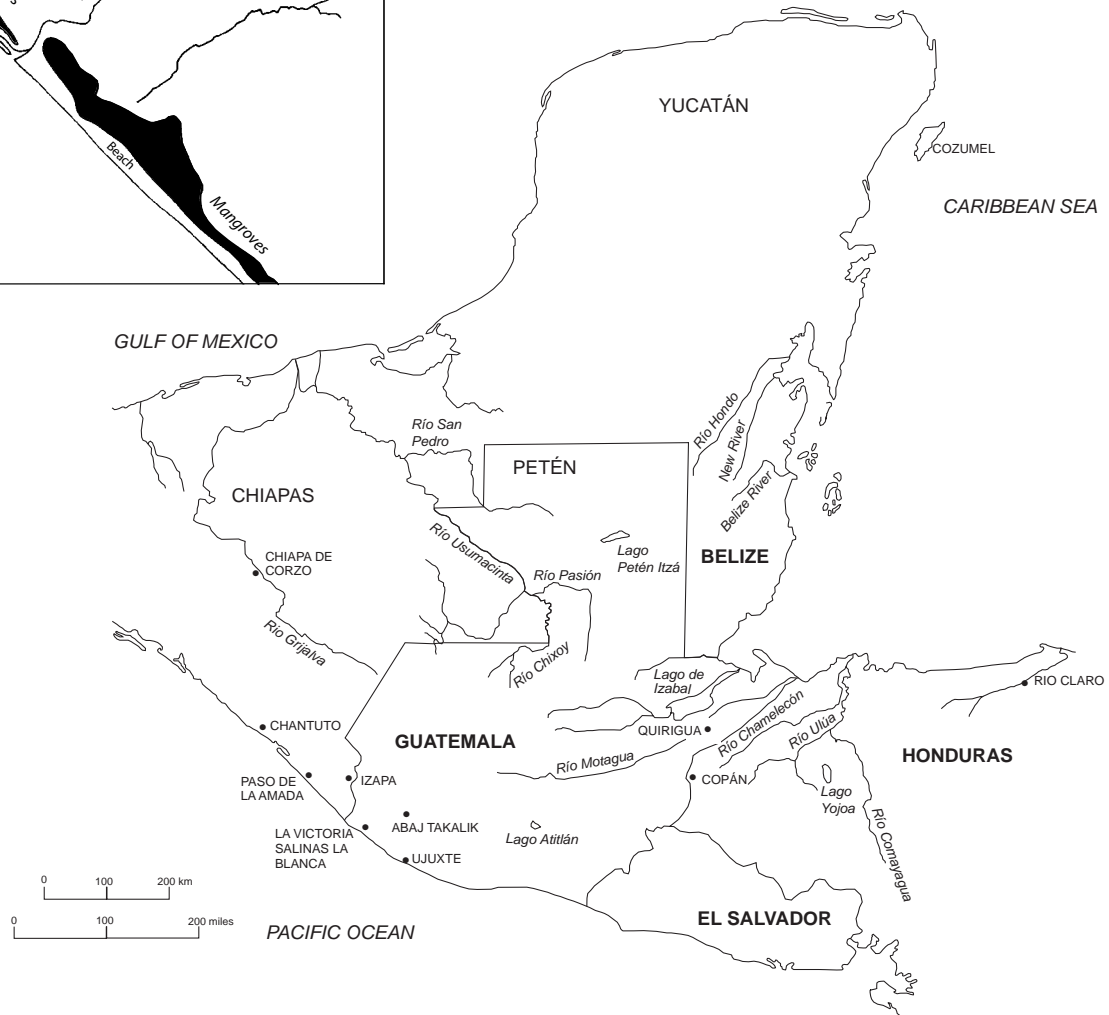 Beach
Mangroves
YUCATÁN
COZUMEL
CARIBBEAN SEA
GULF OF MEXICO
Río Hondo
New River
Belize River
Río San
Pedro
PETÉN
CHIAPAS
Río Usumacinta
Lago
Petén Itzá
BELIZE
CHIAPA DE
CORZO
Río Pasión
Río Grijalva
Río Chixoy
Lago de
Izabal
RIO CLARO
CHANTUTO
GUATEMALA
QUIRIGUA
Río Chamelecón
Río Ulúa
HONDURAS
Río Motagua
PASO DE
LA AMADA
IZAPA
COPÁN
Lago
Yojoa
Río Comayagua
LA VICTORIA
SALINAS LA
BLANCA
ABAJ TAKALIK
Lago Atitlán
UJUXTE
0 100 200 km
0 100 200 miles
EL SALVADOR
PACIFIC OCEAN